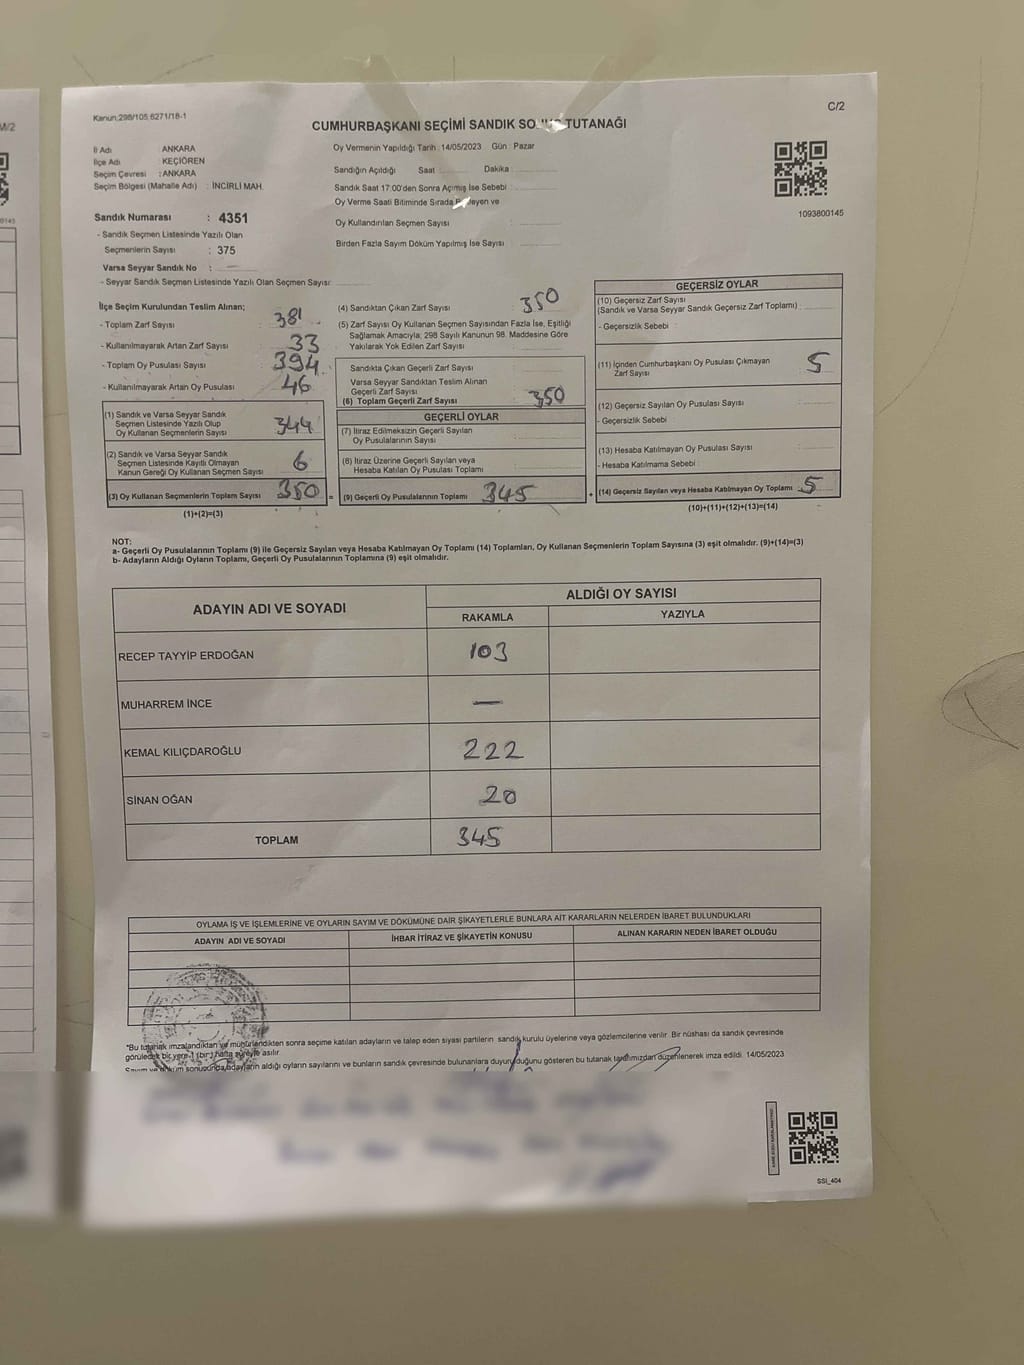 Kanun:298/105 6271/18-1
C/2
CUMHURBAŞKANI SEÇİMİ SANDIK TUTANAĞI
İl Adı : ANKARA
İlçe Adı : KEÇİÖREN
Seçim Çevresi : ANKARA
Seçim Bölgesi (Mahalle Adı) : İNCİRLİ MAH.
Sandık Numarası : 4351
- Sandık Seçmen Listesinde Yazılı Olan
Seçmenlerin Sayısı : 375
Varsa Seyyar Sandık No :
- Seyyar Sandık Seçmen Listesinde Yazılı Olan Seçmen Sayısı
Oy Vermenin Yapıldığı Tarih :14/05/2023 Gün : Pazar
Sandığın Açıldığı Saat Dakika :
Sandık Saat 17:00'den Sonra Açımış İse Sebebi
Oy Verme Saati Bitiminde Sırada ve
Oy Kullandırılan Seçmen Sayısı
Birden Fazla Sayım Döküm Yapılmış İse Sayısı
1093800145
İlçe Seçim Kurulundan Teslim Alınan;
- Toplam Zarf Sayısı 381
- Kullanılmayarak Artan Zarf Sayısı 33
- Toplam Oy Pusulası Sayısı 394
- Kullanılmayarak Artan Oy Pusulası 46
(1) Sandık ve Varsa Seyyar Sandık
Seçmen Listesinde Yazılı Olup
Oy Kullanan Seçmenlerin Sayısı 344
(2) Sandık ve Varsa Seyyar Sandık
Seçmen Listesinde Kayıtlı Olmayan
Kanun Gereği Oy Kullanan Seçmen Sayısı 6
(3) Oy Kullanan Seçmenlerin Toplam Sayısı 350 =
(1)+(2)=(3)
(4) Sandıktan Çıkan Zarf Sayısı 350
(5) Zarf Sayısı Oy Kullanan Seçmen Sayısından Fazla İse, Eşitliği
Sağlamak Amacıyla; 298 Sayılı Kanunun 98. Maddesine Göre
Yakılarak Yok Edilen Zarf Sayısı
Sandıkta Çıkan Geçerli Zarf Sayısı
Varsa Seyyar Sandıktan Teslim Alınan
Geçerli Zarf Sayısı
(6) Toplam Geçerli Zarf Sayısı 350
GEÇERLİ OYLAR
(7) İtiraz Edilmeksizin Geçerli Sayılan
Oy Pusulalarının Sayısı
(8) İtiraz Üzerine Geçerli Sayılan veya
Hesaba Katılan Oy Pusulası Toplamı
(9) Geçerli Oy Pusulalarının Toplamı 345 +
GEÇERSİZ OYLAR
(10) Geçersiz Zarf Sayısı
(Sandık ve Varsa Seyyar Sandık Geçersiz Zarf Toplamı)
- Geçersizlik Sebebi
(11) İçinden Cumhurbaşkanı Oy Pusulası Çıkmayan
Zarf Sayısı 5
(12) Geçersiz Sayılan Oy Pusulası Sayısı
- Geçersizlik Sebebi
(13) Hesaba Katılmayan Oy Pusulası Sayısı
- Hesaba Katılmama Sebebi
(14) Geçersiz Sayılan veya Hesaba Katılmayan Oy Toplamı 5
(10)+(11)+(12)+(13)=(14)
NOT:
a- Geçerli Oy Pusulalarının Toplamı (9) ile Geçersiz Sayılan veya Hesaba Katılmayan Oy Toplamı (14) Toplamları, Oy Kullanan Seçmenlerin Toplam Sayısına (3) eşit olmalıdır. (9)+(14)=(3)
b- Adayların Aldığı Oyların Toplamı, Geçerli Oy Pusulalarının Toplamına (9) eşit olmalıdır.
ADAYIN ADI VE SOYADI ALDIĞI OY SAYISI
RAKAMLA YAZIYLA
RECEP TAYYİP ERDOĞAN 103
MUHARREM İNCE —
KEMAL KILIÇDAROĞLU 222
SİNAN OĞAN 20
TOPLAM 345
OYLAMA İŞ VE İŞLEMLERİNE VE OYLARIN SAYIM VE DÖKÜMÜNE DAİR ŞİKAYETLERLE BUNLARA AİT KARARLARIN NELERDEN İBARET BULUNDUKLARI
ADAYIN ADI VE SOYADI İHBAR İTİRAZ VE ŞİKAYETİN KONUSU ALINAN KARARIN NEDEN İBARET OLDUĞU
*Bu tutanak imzalandıktan ve mühürlendikten sonra seçime katılan adayların ve talep eden siyasi partilerin sandık kurulu üyelerine veya gözlemcilerine verilir. Bir nüshası da sandık çevresinde
görülecek bir yere 1 (bir) hafta süreyle asılır.
sonucunda adayların aldığı oyların sayılarını ve bunların sandık çevresinde bulunanlara duyurulduğunu gösteren bu tutanak tarafımızdan düzenlenerek imza edildi. 14/05/2023
SSİ_404
M/2